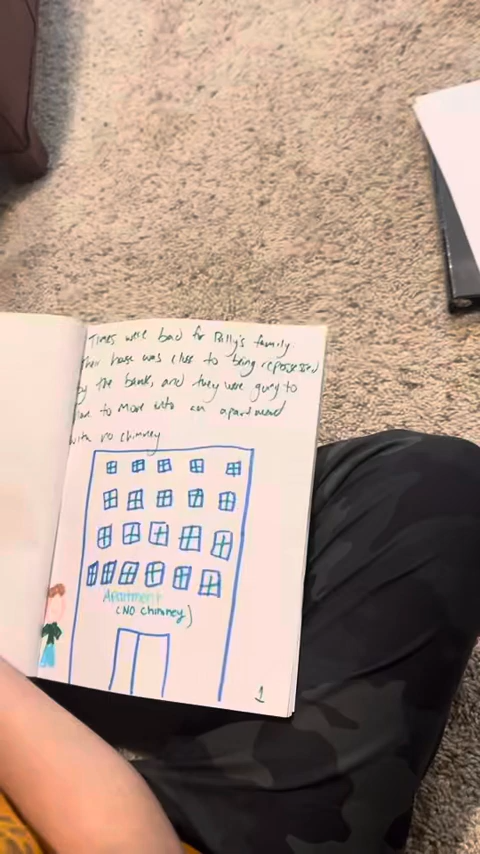 Times were bad for Polly's family.
Their house was close to being repossessed
by the bank, and they were going to
have to move into an apartment
with no chimney
Apartment
(NO chimney)
1